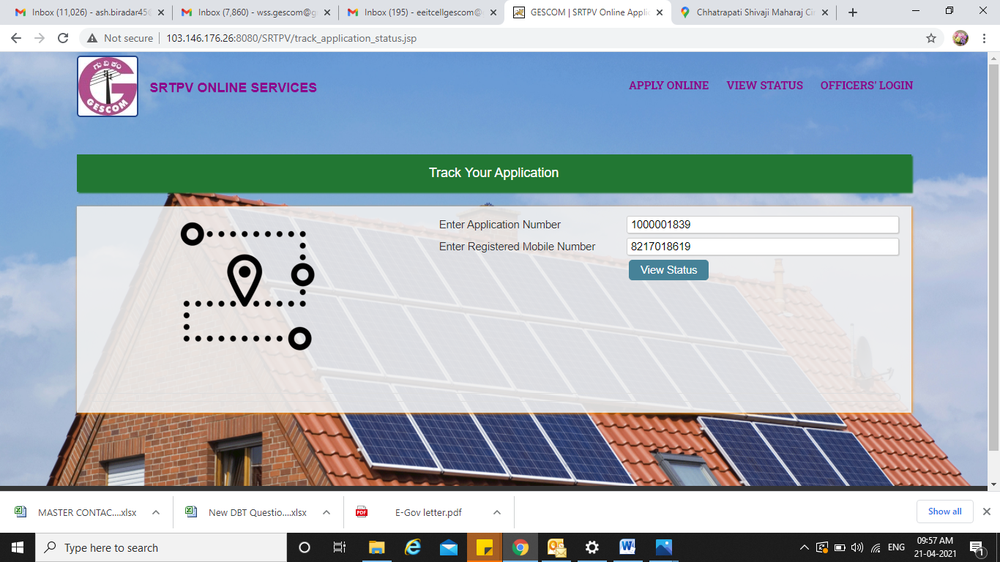 Inbox (11,026) - ash.biradar45
Inbox (7,860) - wss.gescom@g
Inbox (195) - eeitcellgescom@
GESCOM | SRTPV Online Applic
Chhatrapati Shivaji Maharaj Cir
Not secure
103.146.176.26:8080/SRTPV/track_application_status.jsp
GESCOM
SRTPV ONLINE SERVICES
APPLY ONLINE
VIEW STATUS
OFFICERS' LOGIN
Track Your Application
Enter Application Number
1000001839
Enter Registered Mobile Number
8217018619
View Status
MASTER CONTAC....xlsx
New DBT Questio....xlsx
PDF
E-Gov letter.pdf
Show all
Type here to search
ENG
09:57 AM
21-04-2021
1